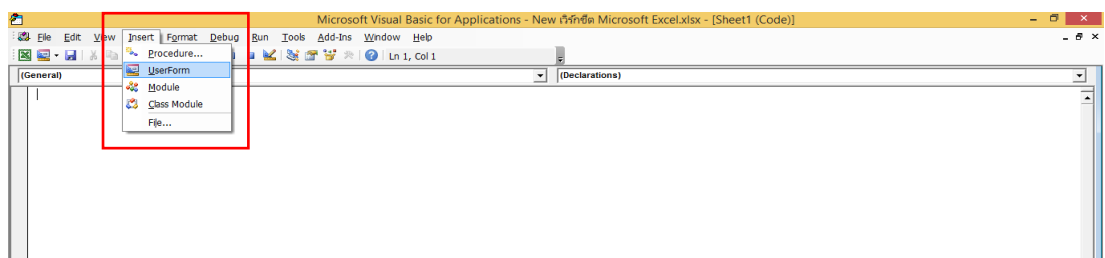 Microsoft Visual Basic for Applications - New เวิร์กชีต Microsoft Excel.xlsx - [Sheet1 (Code)]
File Edit View Insert Format Debug Run Tools Add-Ins Window Help
Procedure...
Ln 1, Col 1
(General) (Declarations)
UserForm
Module
Class Module
File...